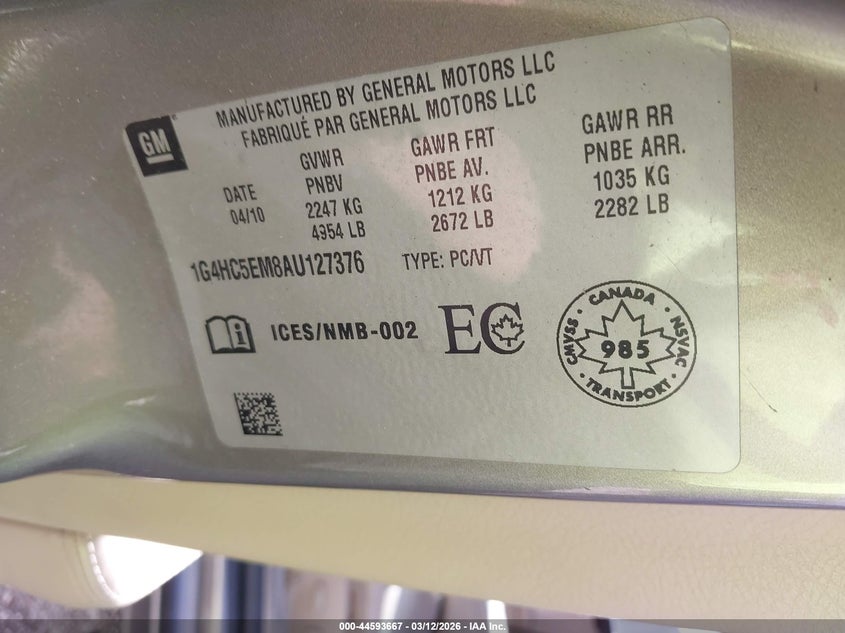 GM
MANUFACTURED BY GENERAL MOTORS LLC
FABRIQUÉ PAR GENERAL MOTORS LLC
DATE
04/10
GVWR
PNBV
2247 KG
4954 LB
GAWR FRT
PNBE AV.
1212 KG
2672 LB
GAWR RR
PNBE ARR.
1035 KG
2282 LB
1G4HC5EM8AU127376
TYPE: PC/VT
ICES/NMB-002
EC
CANADA
CMVSS
985
NSVAC
TRANSPORT
000-44593667 • 03/12/2026 - IAA Inc.